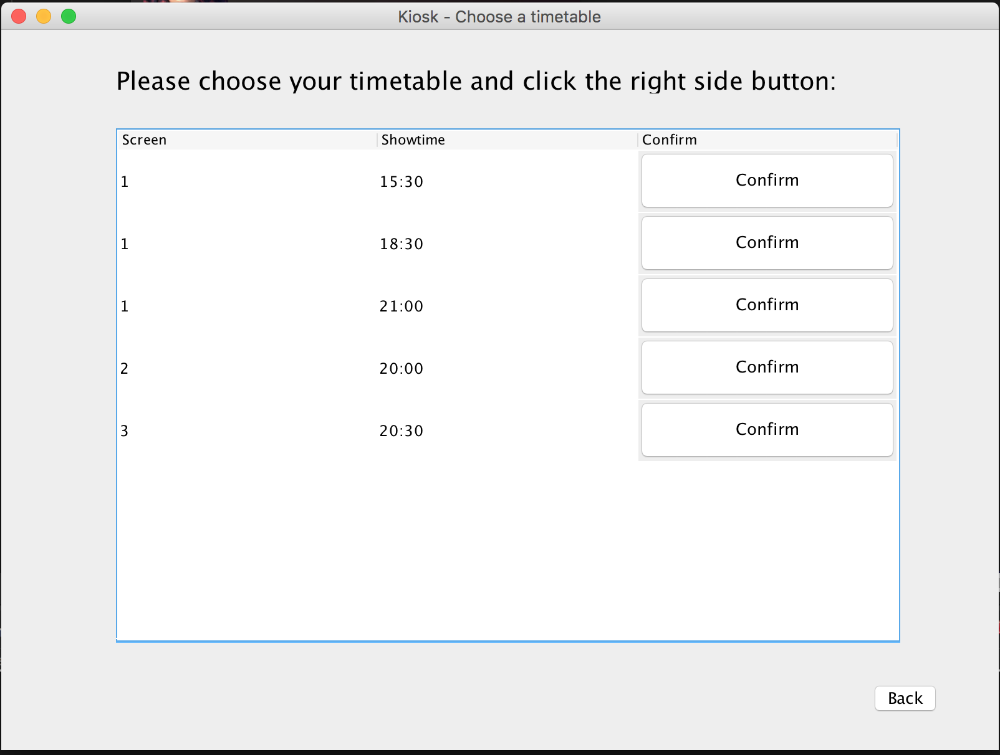 Kiosk - Choose a timetable
Please choose your timetable and click the right side button:
Screen Showtime Confirm
1 15:30 Confirm
1 18:30 Confirm
1 21:00 Confirm
2 20:00 Confirm
3 20:30 Confirm
Back